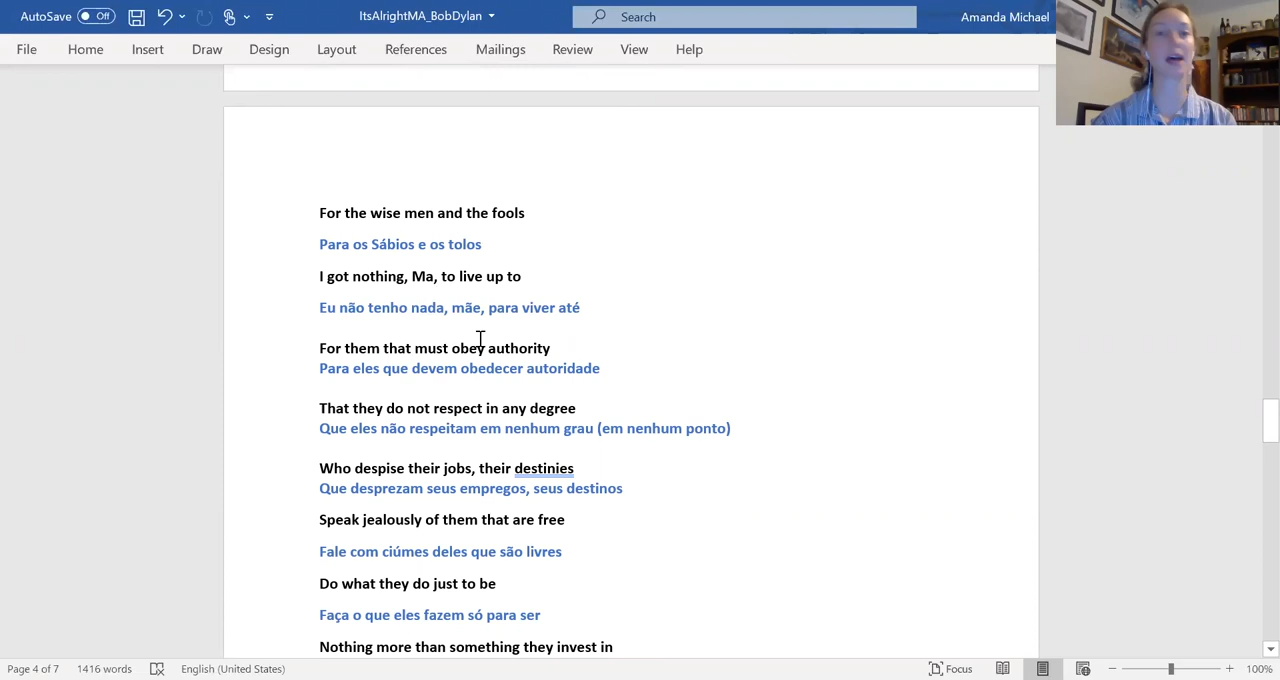 AutoSave Off ItsAlrightMA_BobDylan Search Amanda Michael
File Home Insert Draw Design Layout References Mailings Review View Help
For the wise men and the fools
Para os Sábios e os tolos
I got nothing, Ma, to live up to
Eu não tenho nada, mãe, para viver até
For them that must obey authority
Para eles que devem obedecer autoridade
That they do not respect in any degree
Que eles não respeitam em nenhum grau (em nenhum ponto)
Who despise their jobs, their destinies
Que desprezam seus empregos, seus destinos
Speak jealously of them that are free
Fale com ciúmes deles que são livres
Do what they do just to be
Faça o que eles fazem só para ser
Nothing more than something they invest in
Page 4 of 7 1416 words English (United States) Focus 100%